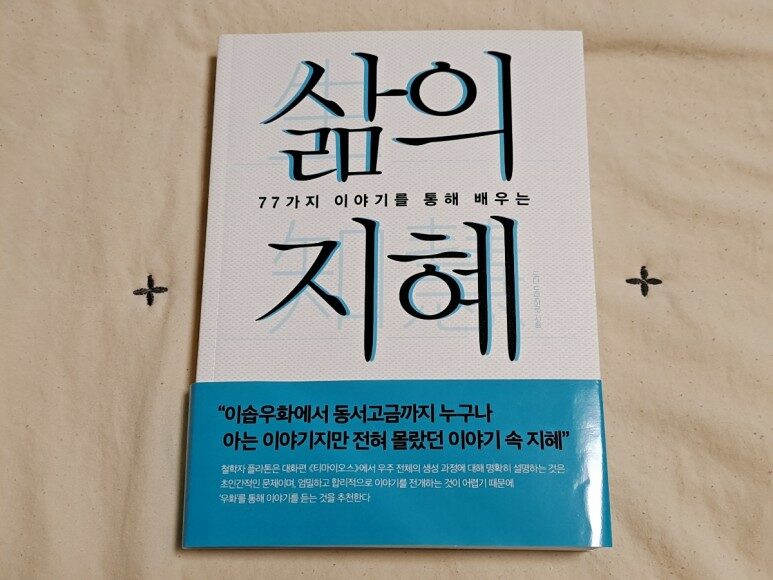 삶의
77가지 이야기를 통해 배우는
지혜
“이솝우화에서 동서고금까지 누구나
아는 이야기지만 전혀 몰랐던 이야기 속 지혜”
철학자 플라톤은 대화편 《티마이오스》에서 우주 전체의 생성 과정에 대해 명확히 설명하는 것은
초인간적인 문제이며, 엄밀하고 합리적으로 이야기를 전개하는 것이 어렵기 때문에
‘우화’를 통해 이야기를 듣는 것을 추천한다